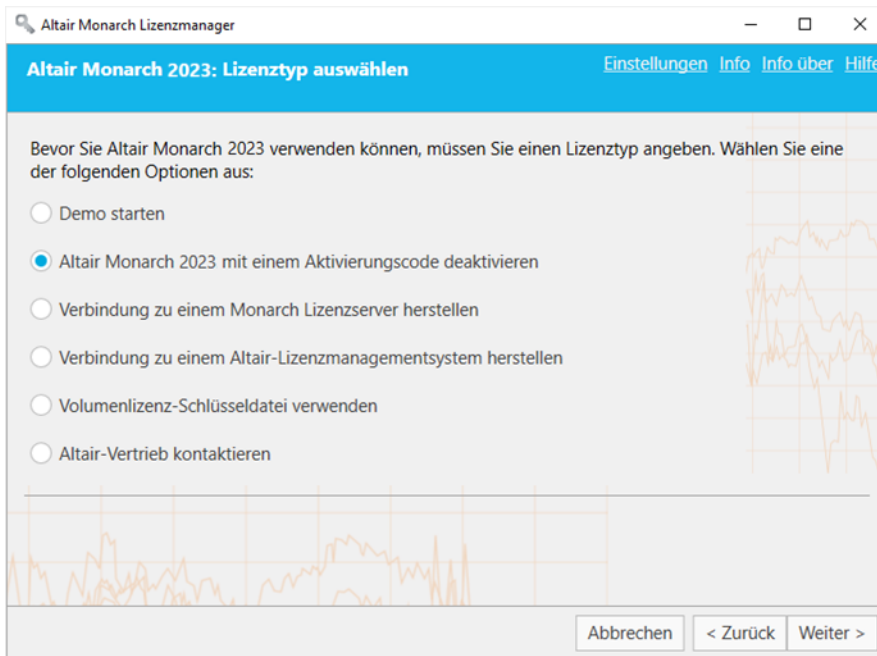 Altair Monarch Lizenzmanager
Altair Monarch 2023: Lizenztyp auswählen
Einstellungen Info Info über Hilfe
Bevor Sie Altair Monarch 2023 verwenden können, müssen Sie einen Lizenztyp angeben. Wählen Sie eine
der folgenden Optionen aus:
Demo starten
Altair Monarch 2023 mit einem Aktivierungscode deaktivieren
Verbindung zu einem Monarch Lizenzserver herstellen
Verbindung zu einem Altair-Lizenzmanagementsystem herstellen
Volumenlizenz-Schlüsseldatei verwenden
Altair-Vertrieb kontaktieren
Abbrechen < Zurück Weiter >